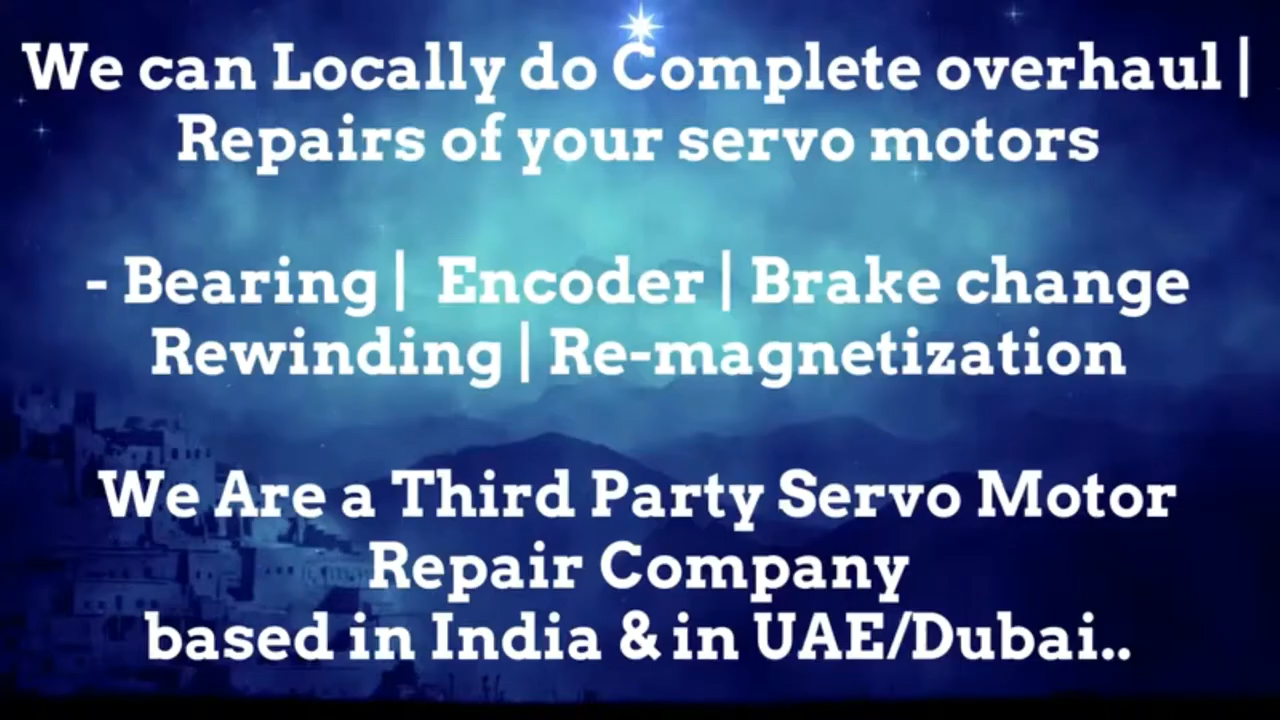 We can Locally do Complete overhaul |
Repairs of your servo motors
- Bearing | Encoder | Brake change
Rewinding | Re-magnetization
We Are a Third Party Servo Motor
Repair Company
based in India & in UAE/Dubai..